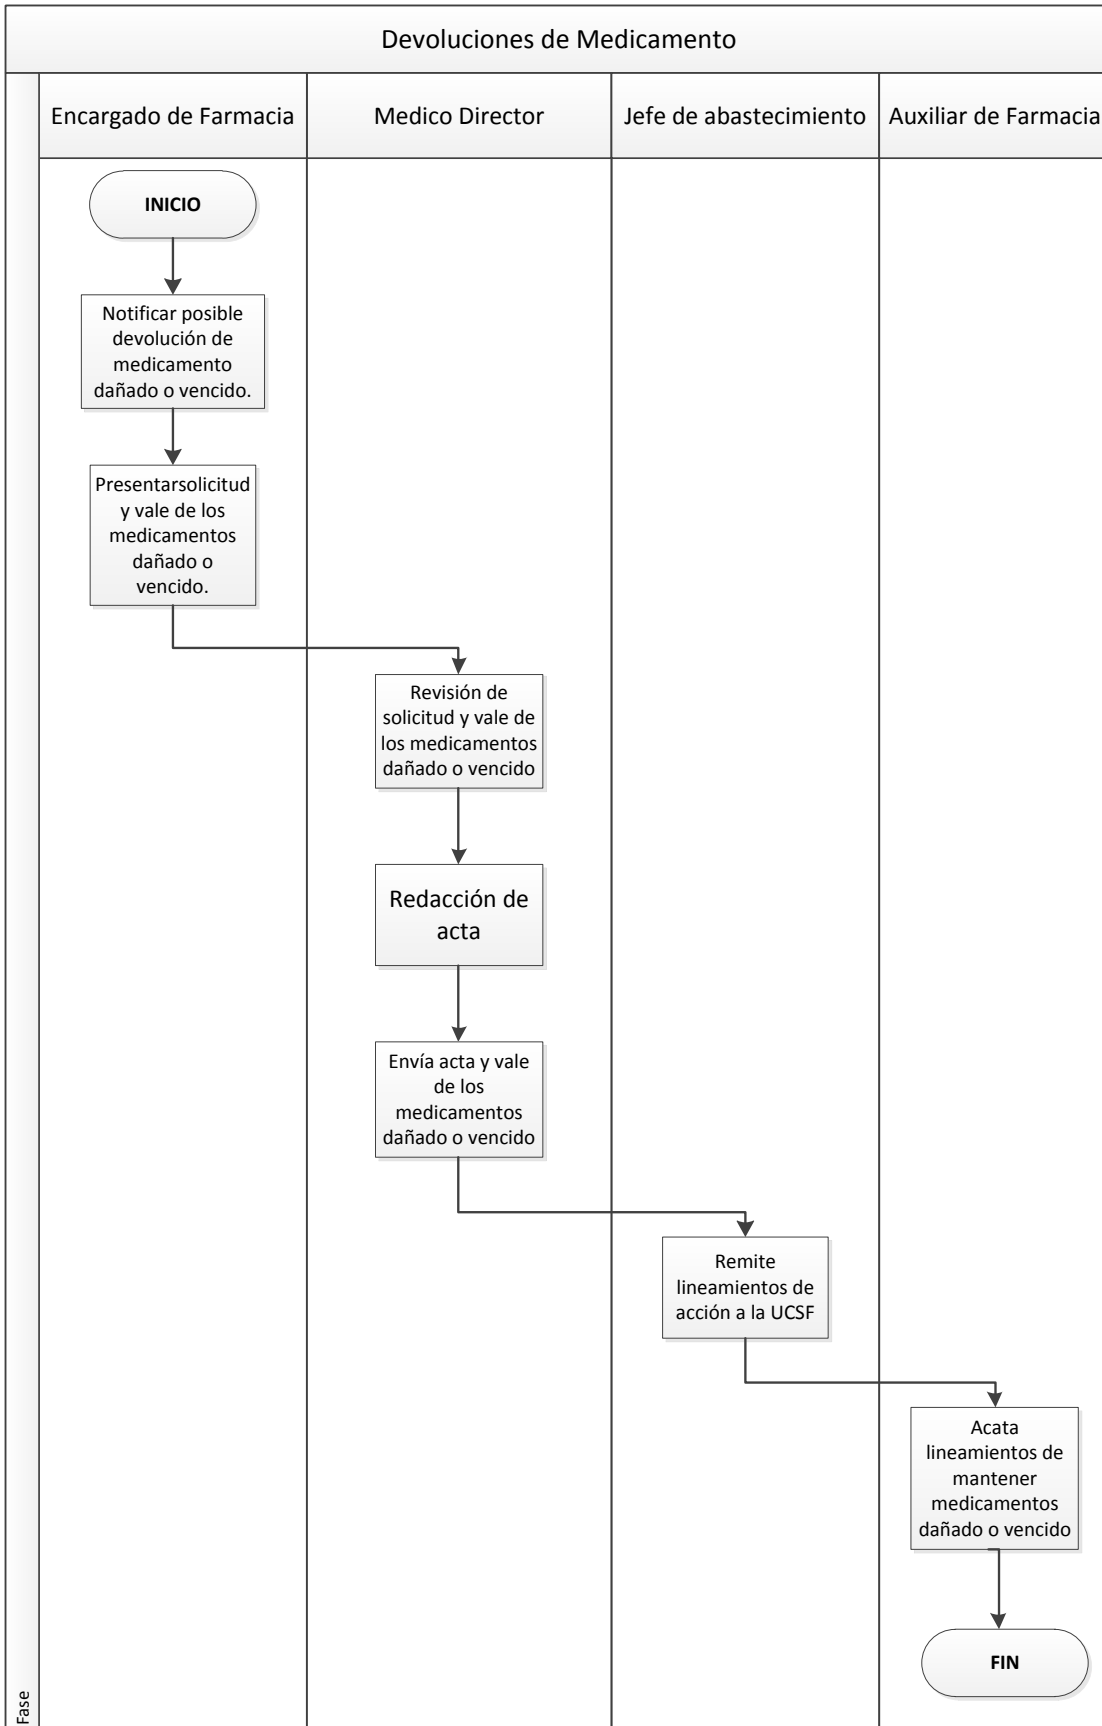 Devoluciones de Medicamento
Encargado de Farmacia
Medico Director
Jefe de abastecimiento
Auxiliar de Farmacia
INICIO
Notificar posible
devolución de
medicamento
dañado o vencido.
Presentarsolicitud
y vale de los
medicamentos
dañado o
vencido.
Revisión de
solicitud y vale de
los medicamentos
dañado o vencido
Redacción de
acta
Envía acta y vale
de los
medicamentos
dañado o vencido
Remite
lineamientos de
acción a la UCSF
Acata
lineamientos de
mantener
medicamentos
dañado o vencido
FIN
Fase